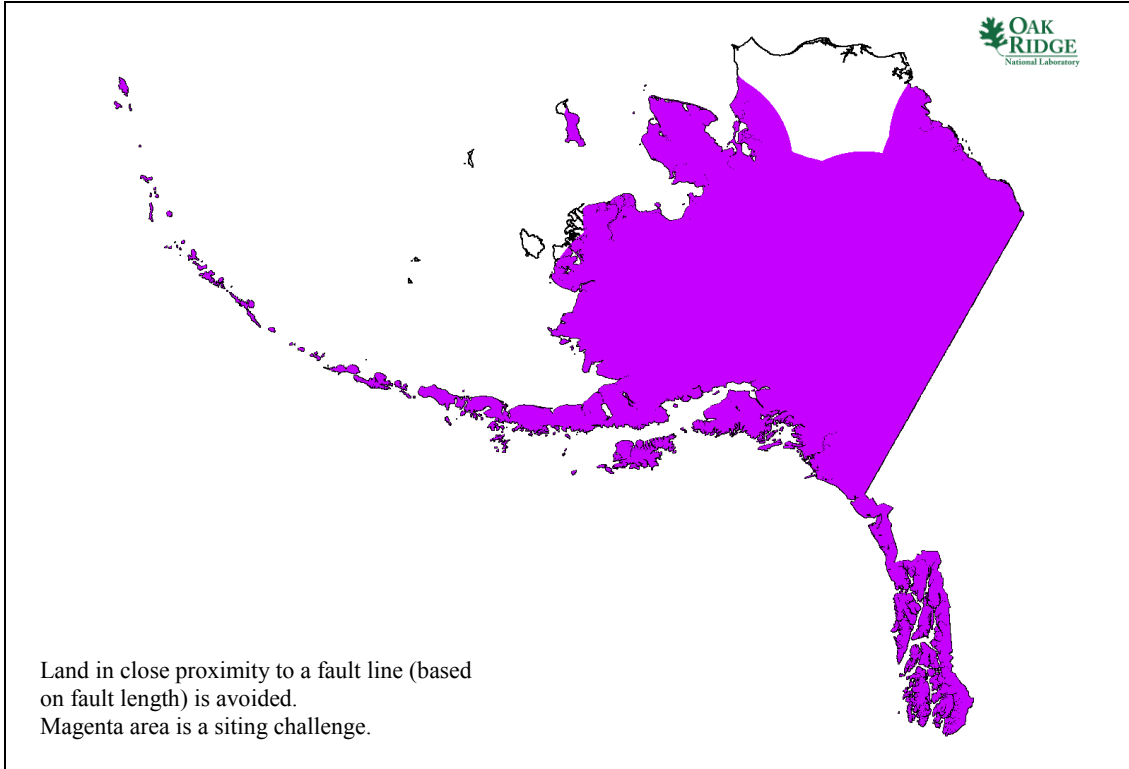 OAK
RIDGE
National Laboratory
Land in close proximity to a fault line (based
on fault length) is avoided.
Magenta area is a siting challenge.